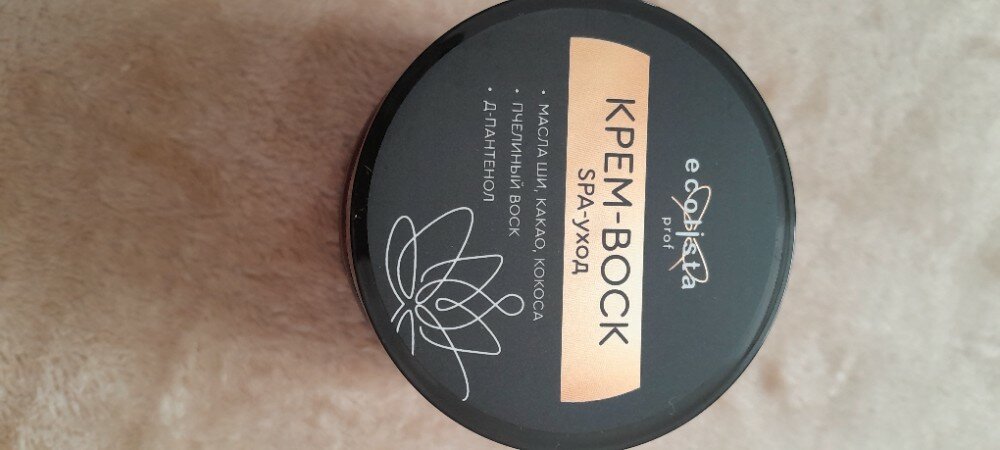 ecolista
prof
КРЕМ-ВОСК
SPA-УХОД
• МАСЛА ШИ, КАКАО, КОКОСА
• ПЧЕЛИНЫЙ ВОСК
• Д-ПАНТЕНОЛ